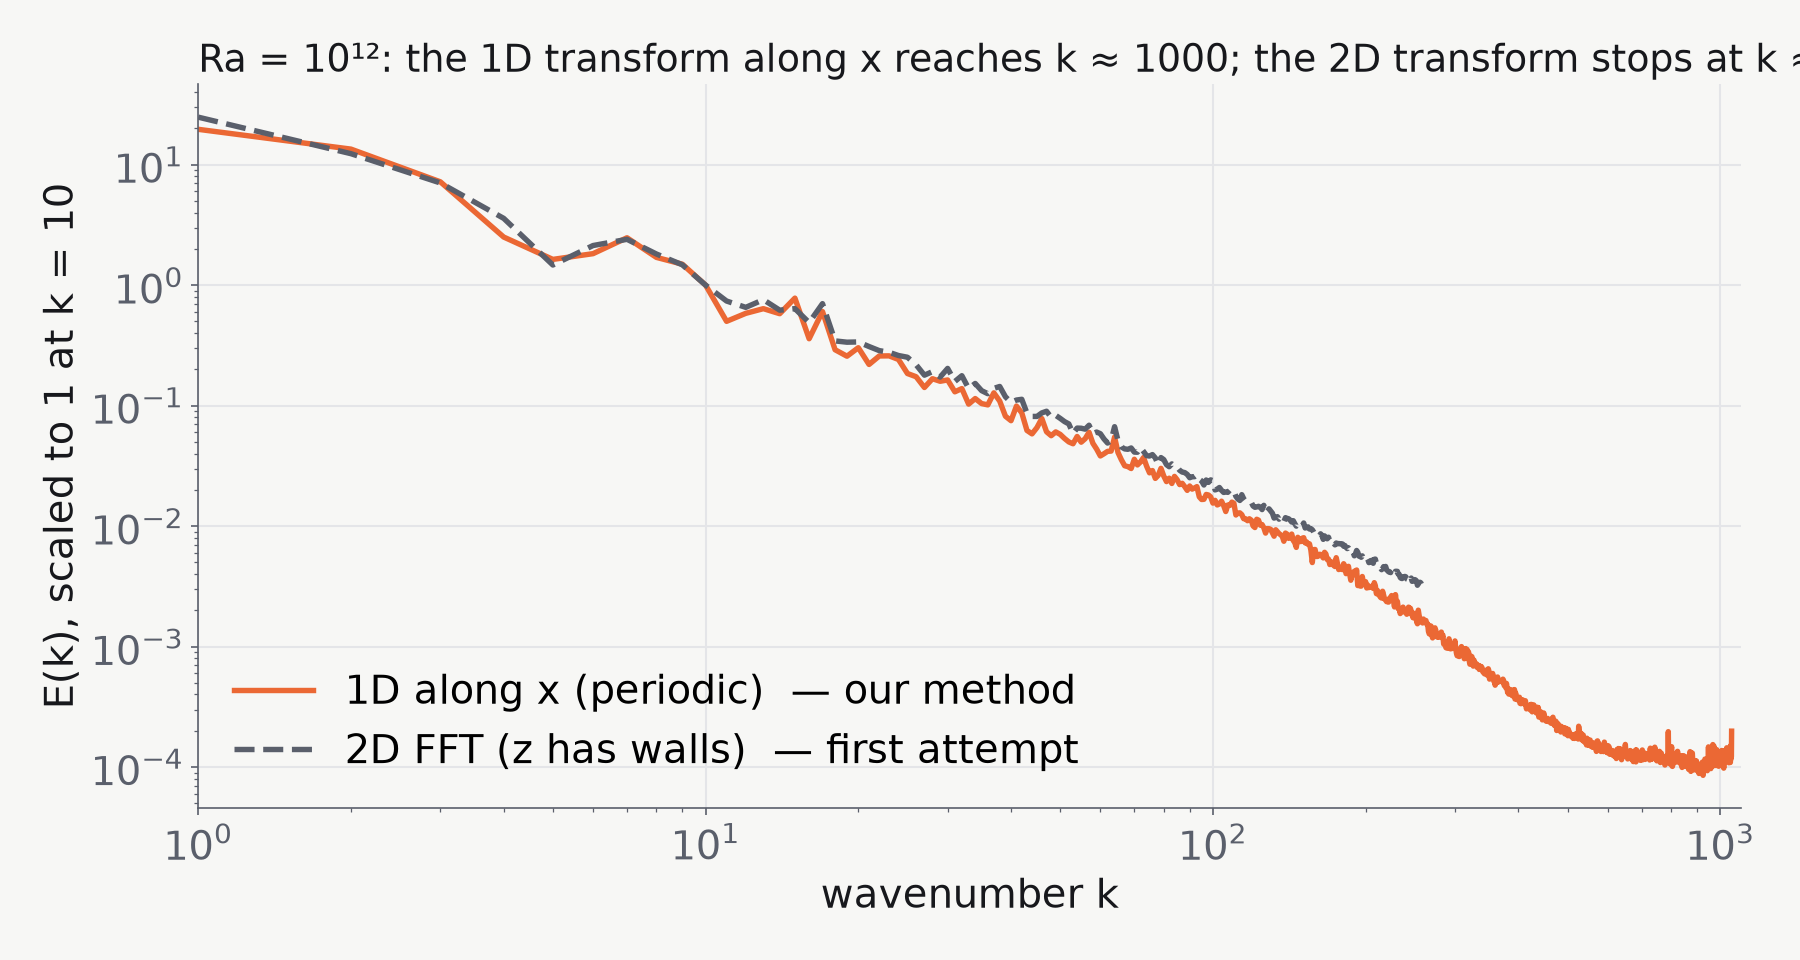 Ra = 10¹²: the 1D transform along x reaches k ≈ 1000; the 2D transform stops at k ≈
E(k), scaled to 1 at k = 10
10¹
10⁰
10⁻¹
10⁻²
10⁻³
10⁻⁴
1D along x (periodic) — our method
2D FFT (z has walls) — first attempt
10⁰ 10¹ 10² 10³
wavenumber k